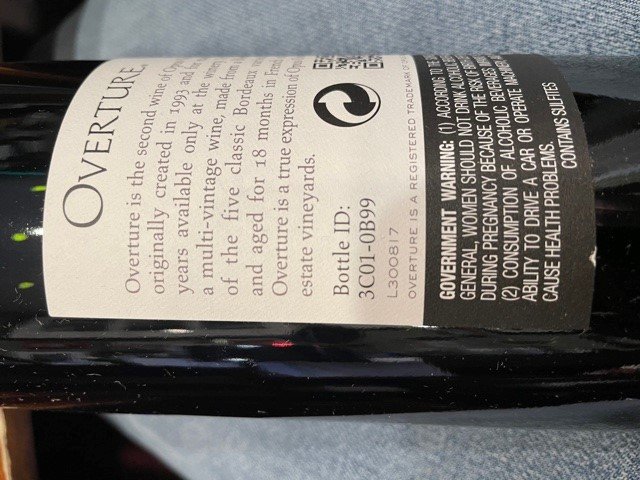 OVERTURE
Overture is the second wine of
originally created in 1993 and for
years available only at the winery
a multi-vintage wine, made from
of the five classic Bordeaux
and aged for 18 months in French
Overture is a true expression of
estate vineyards.
Bottle ID:
3C01-0B99
L300817
OVERTURE IS A REGISTERED TRADEMARK OF
GOVERNMENT WARNING: (1) ACCORDING TO THE
GENERAL, WOMEN SHOULD NOT DRINK ALCOHOLIC
DURING PREGNANCY BECAUSE OF THE RISK OF BIRTH
(2) CONSUMPTION OF ALCOHOLIC BEVERAGES IMPAIRS
ABILITY TO DRIVE A CAR OR OPERATE MACHINERY
CAUSE HEALTH PROBLEMS.
CONTAINS SULFITES